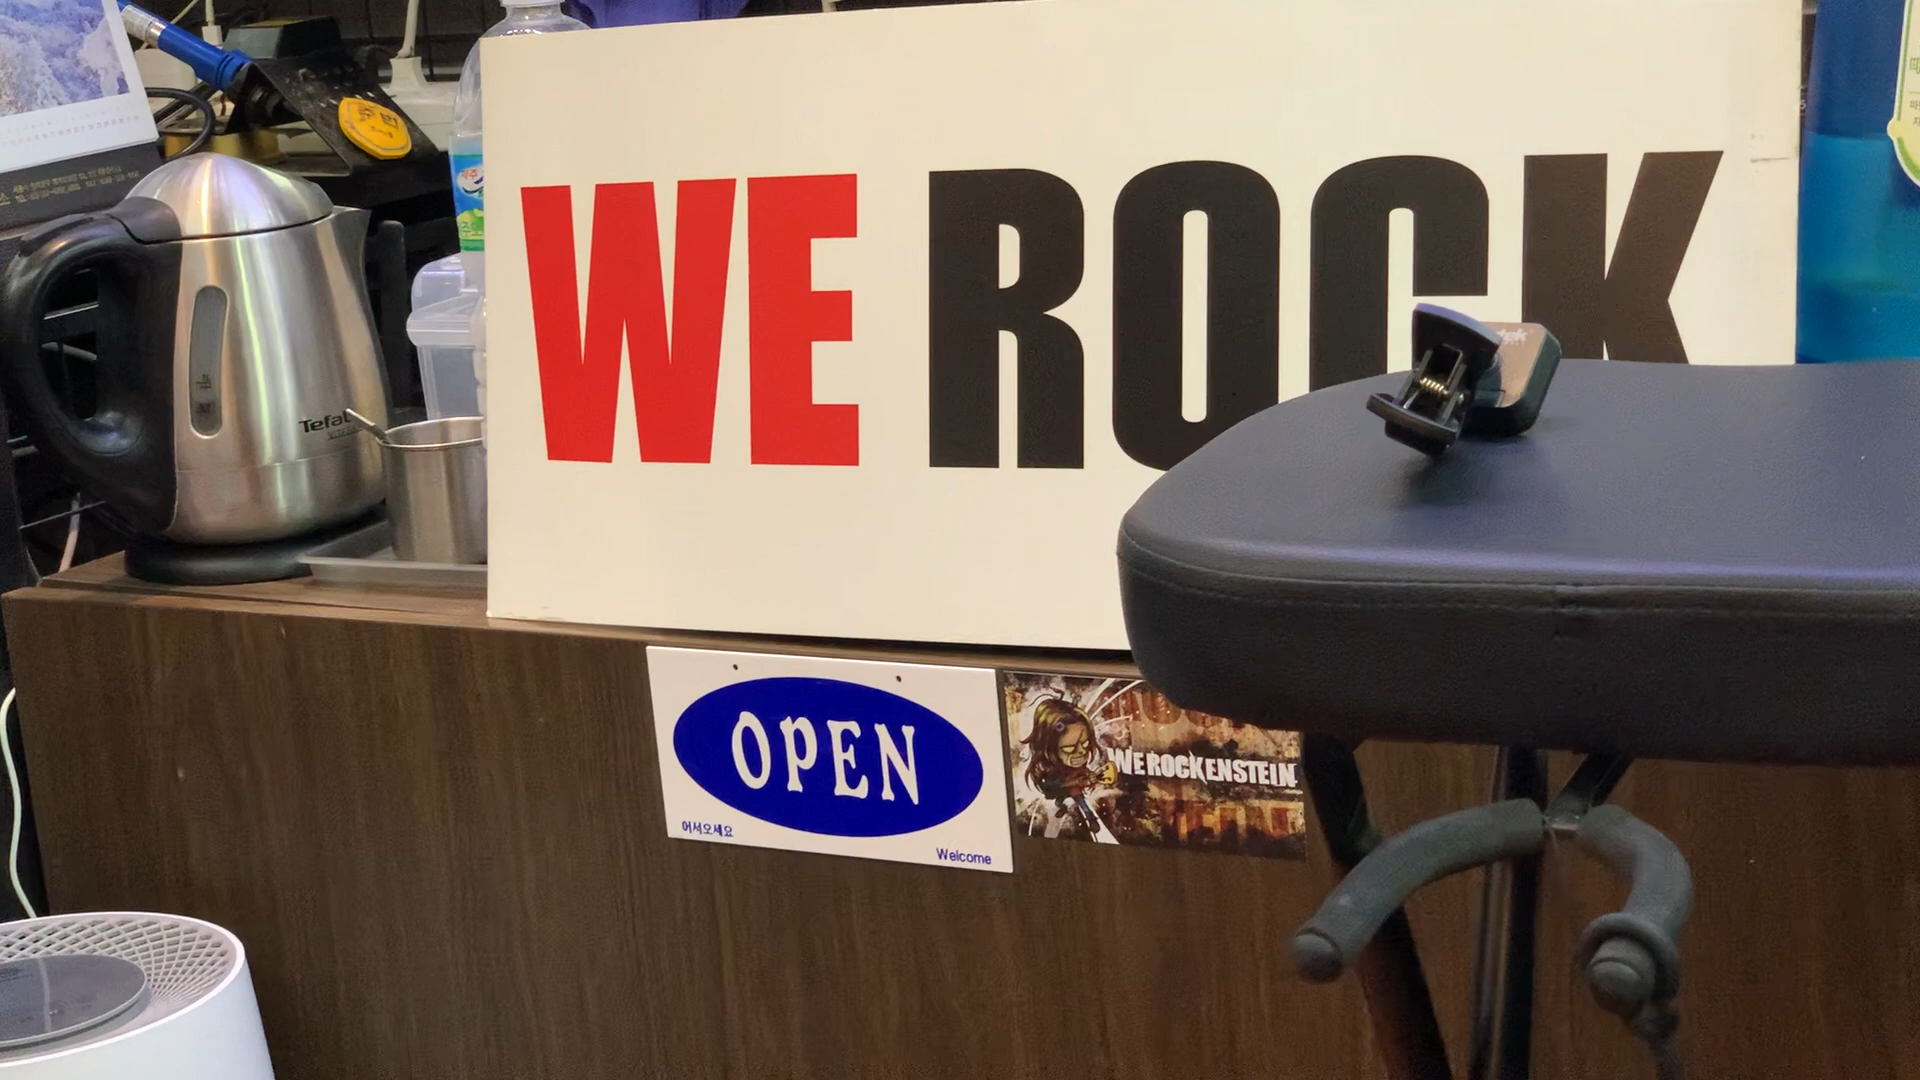 WE ROCK
Tefal
OPEN
어서오세요
Welcome
WEROCKENSTEIN